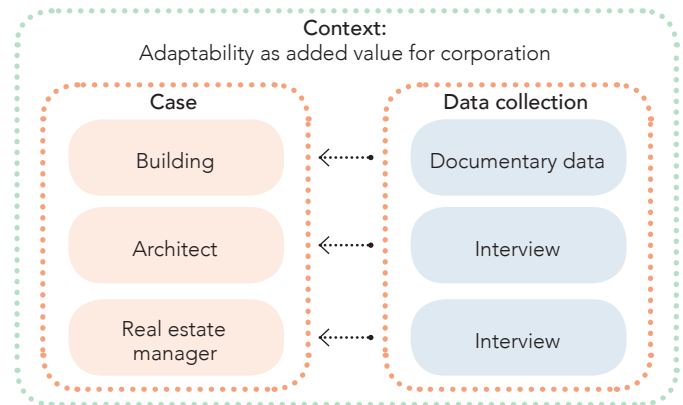 Context:
Adaptability as added value for corporation
Case
Data collection
Building
Documentary data
Architect
Interview
Real estate
manager
Interview